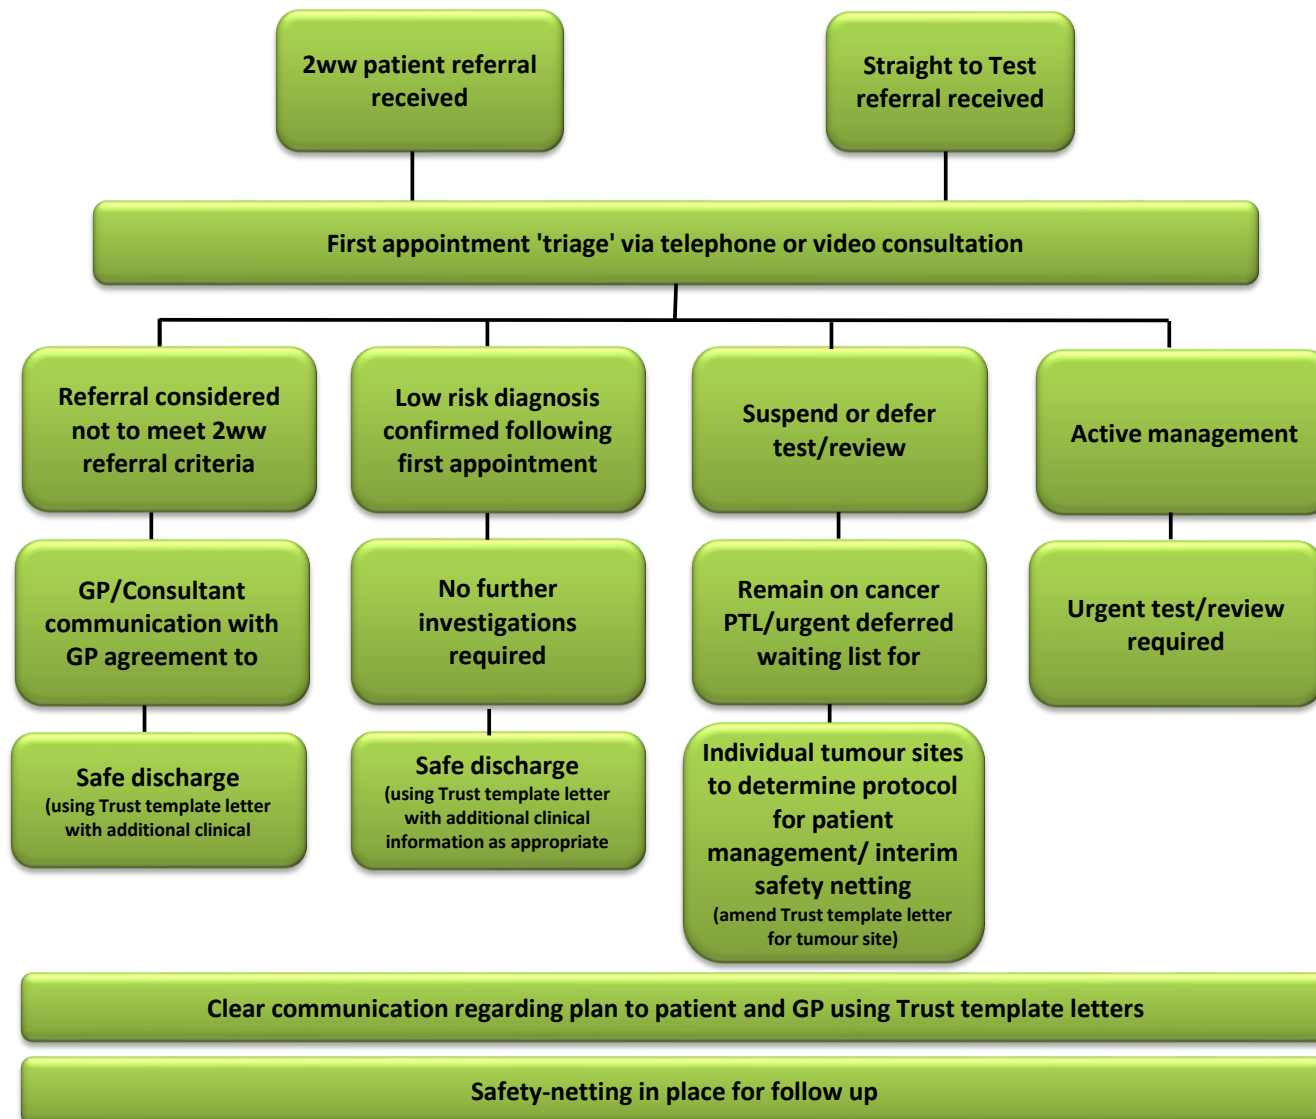 2ww patient referral
received
Straight to Test
referral received
First appointment 'triage' via telephone or video consultation
Referral considered
not to meet 2ww
referral criteria
Low risk diagnosis
confirmed following
first appointment
Suspend or defer
test/review
Active management
GP/Consultant
communication with
GP agreement to
No further
investigations
required
Remain on cancer
PTL/urgent deferred
waiting list for
Urgent test/review
required
Safe discharge
(using Trust template letter
with additional clinical
Safe discharge
(using Trust template letter
with additional clinical
information as appropriate
Individual tumour sites
to determine protocol
for patient
management/ interim
safety netting
(amend Trust template letter
for tumour site)
Clear communication regarding plan to patient and GP using Trust template letters
Safety-netting in place for follow up